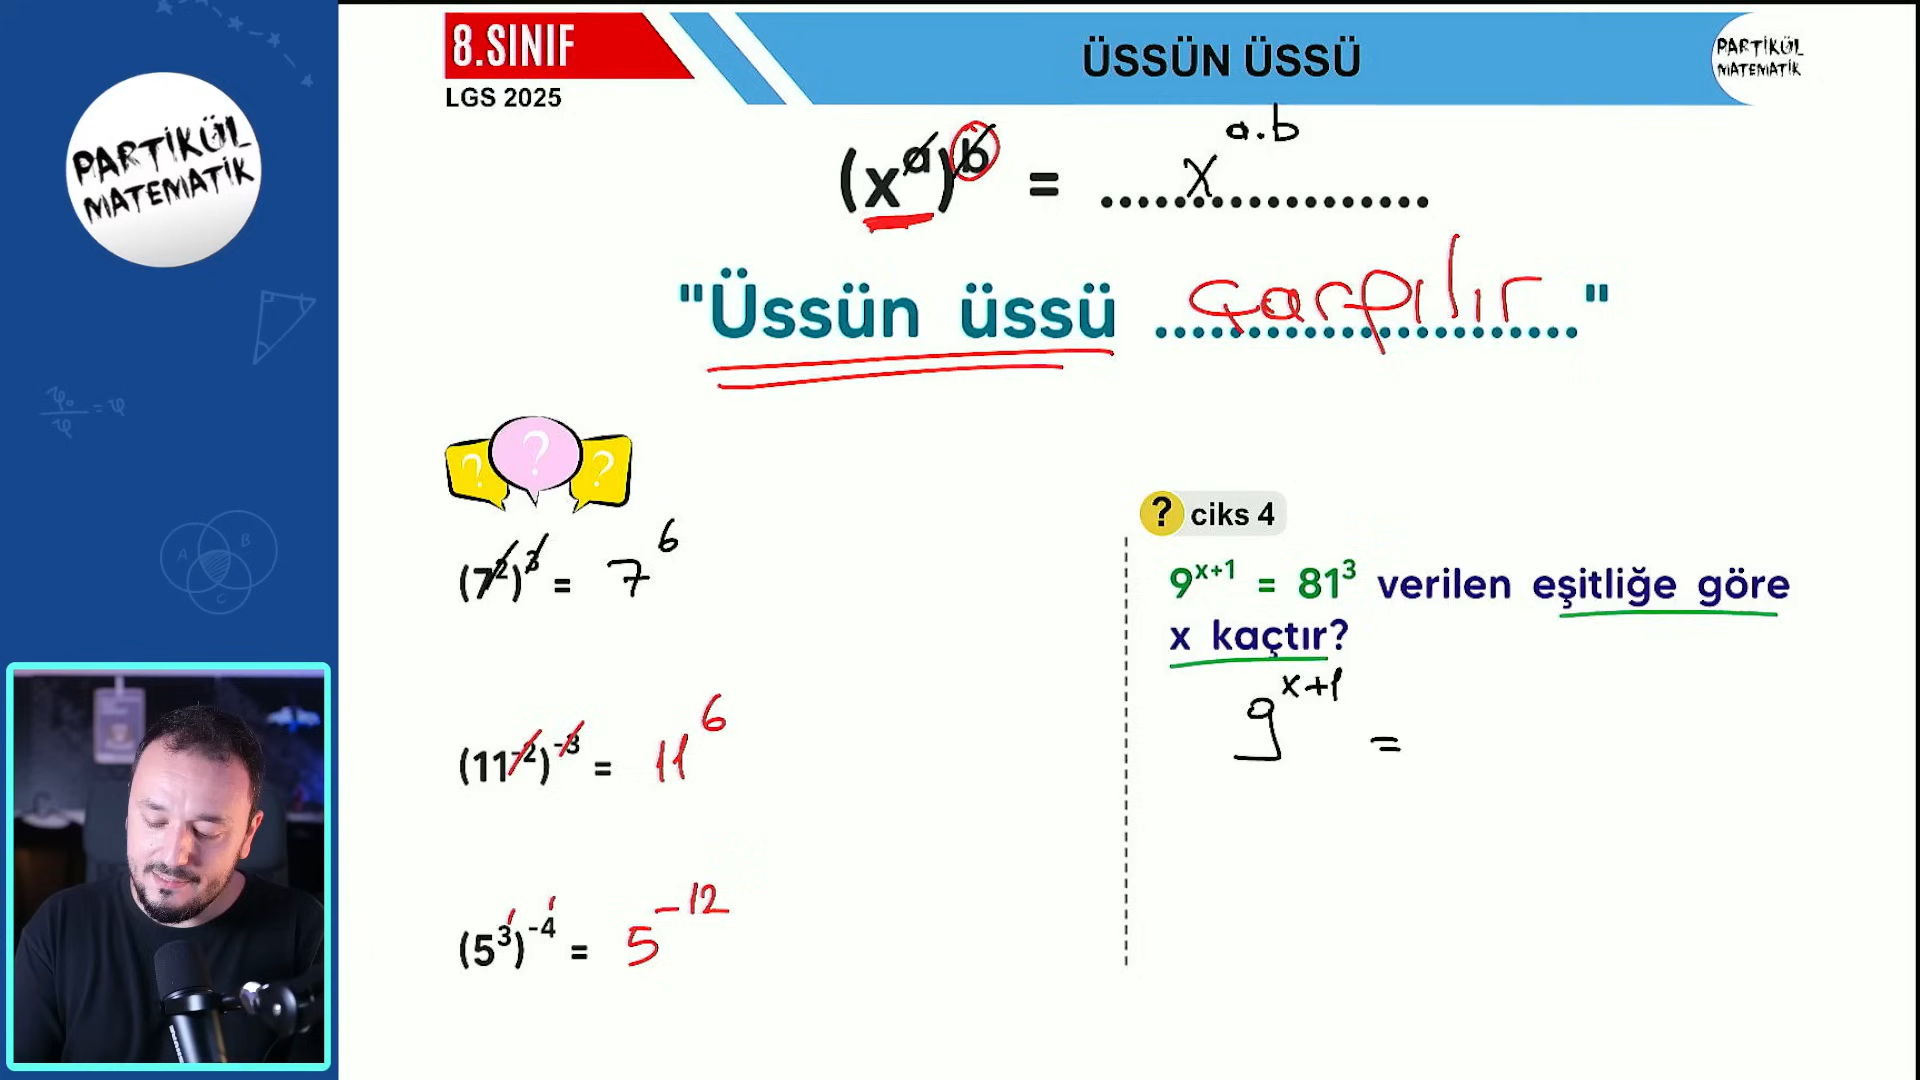 PARTİKÜL
MATEMATİK
8.SINIF
LGS 2025
ÜSSÜN ÜSSÜ
PARTİKÜL
MATEMATİK
(xᵃ)ᵇ = ......x^a.b......
"Üssün üssü çarpılır"
? ? ?
(7²)³ = 7⁶
(11⁻²)⁻³ = 11⁶
(5³)⁻⁴ = 5⁻¹²
? ciks 4
9ˣ⁺¹ = 81³ verilen eşitliğe göre
x kaçtır?
9ˣ⁺¹ =
A B
C